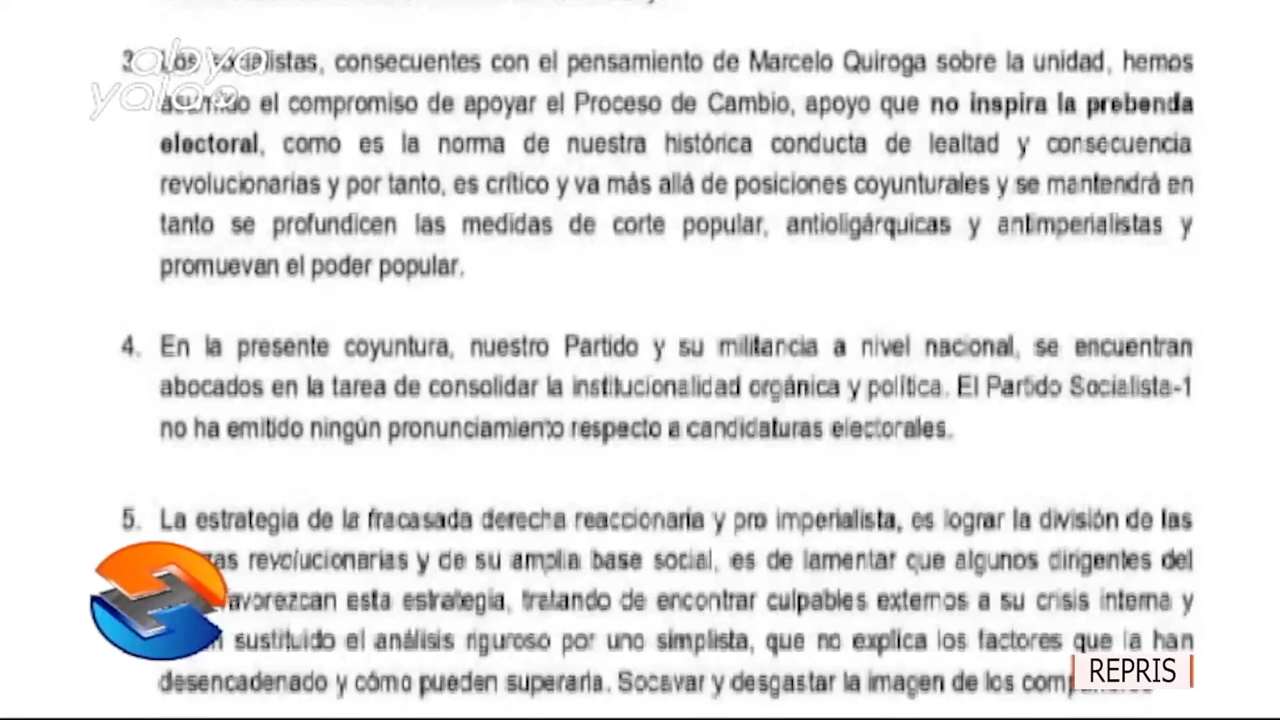 abya
yala
3. Los socialistas, consecuentes con el pensamiento de Marcelo Quiroga sobre la unidad, hemos
asumido el compromiso de apoyar el Proceso de Cambio, apoyo que no inspira la prebenda
electoral, como es la norma de nuestra histórica conducta de lealtad y consecuencia
revolucionarias y por tanto, es crítico y va más allá de posiciones coyunturales y se mantendrá en
tanto se profundicen las medidas de corte popular, antioligárquicas y antimperialistas y
promuevan el poder popular.
4. En la presente coyuntura, nuestro Partido y su militancia a nivel nacional, se encuentran
abocados en la tarea de consolidar la institucionalidad orgánica y política. El Partido Socialista-1
no ha emitido ningún pronunciamiento respecto a candidaturas electorales.
5. La estrategia de la fracasada derecha reaccionaria y pro imperialista, es lograr la división de las
revolucionarias y de su amplia base social, es de lamentar que algunos dirigentes del
avorezcan esta estrategia, tratando de encontrar culpables externos a su crisis interna y
sustituido el análisis riguroso por uno simplista, que no explica los factores que la han
desencadenado y cómo pueden superarla. Socavar y desgastar la imagen de los
REPRIS